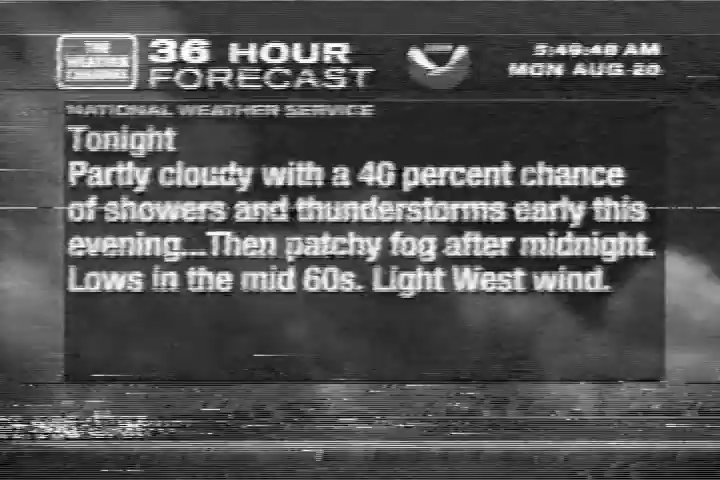 THE
WEATHER
CHANNEL
36 HOUR
FORECAST
5:49:48 AM
MON AUG 20
NATIONAL WEATHER SERVICE
Tonight
Partly cloudy with a 40 percent chance
of showers and thunderstorms early this
evening...Then patchy fog after midnight.
Lows in the mid 60s. Light West wind.